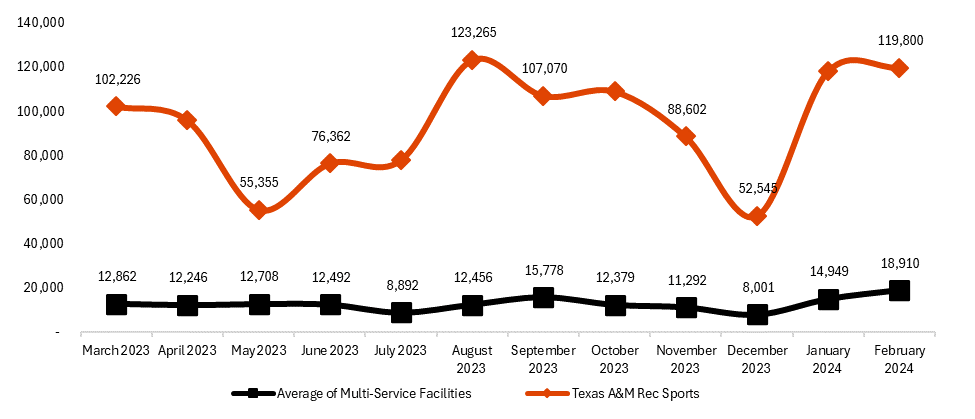 140,000
120,000
100,000
80,000
60,000
40,000
20,000
-
123,265
119,800
107,070
102,226
88,602
76,362
55,355
52,545
12,862
12,246
12,708
12,492
8,892
12,456
15,778
12,379
11,292
8,001
14,949
18,910
March 2023
April 2023
May 2023
June 2023
July 2023
August
2023
September
2023
October
2023
November
2023
December
2023
January
2024
February
2024
Average of Multi-Service Facilities
Texas A&M Rec Sports